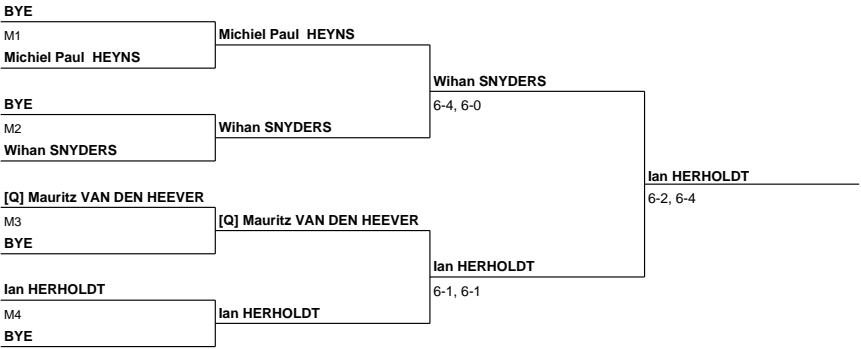 BYE
M1
Michiel Paul HEYNS
Michiel Paul HEYNS
BYE
M2
Wihan SNYDERS
Wihan SNYDERS
Wihan SNYDERS
6-4, 6-0
[Q] Mauritz VAN DEN HEEVER
M3
BYE
[Q] Mauritz VAN DEN HEEVER
Ian HERHOLDT
M4
BYE
Ian HERHOLDT
Ian HERHOLDT
6-1, 6-1
Ian HERHOLDT
6-2, 6-4